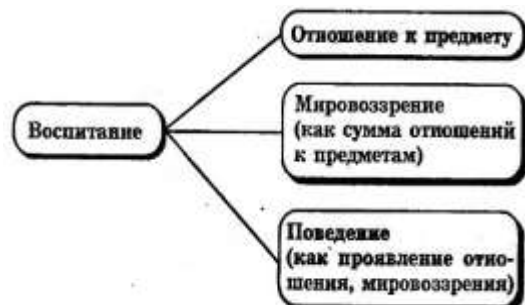 Отношение к предмету
Воспитание
Мировоззрение
(как сумма отношений
к предметам)
Поведение
(как проявление отно-
шения, мировоззрения)